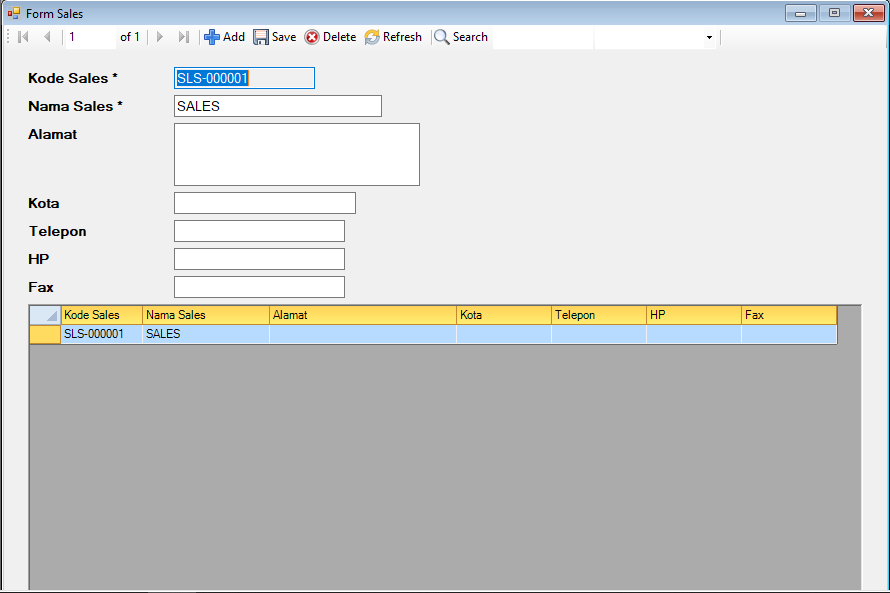 Form Sales
1 of 1 Add Save Delete Refresh Search
Kode Sales * SLS-000001
Nama Sales * SALES
Alamat
Kota
Telepon
HP
Fax
Kode Sales Nama Sales Alamat Kota Telepon HP Fax
SLS-000001 SALES